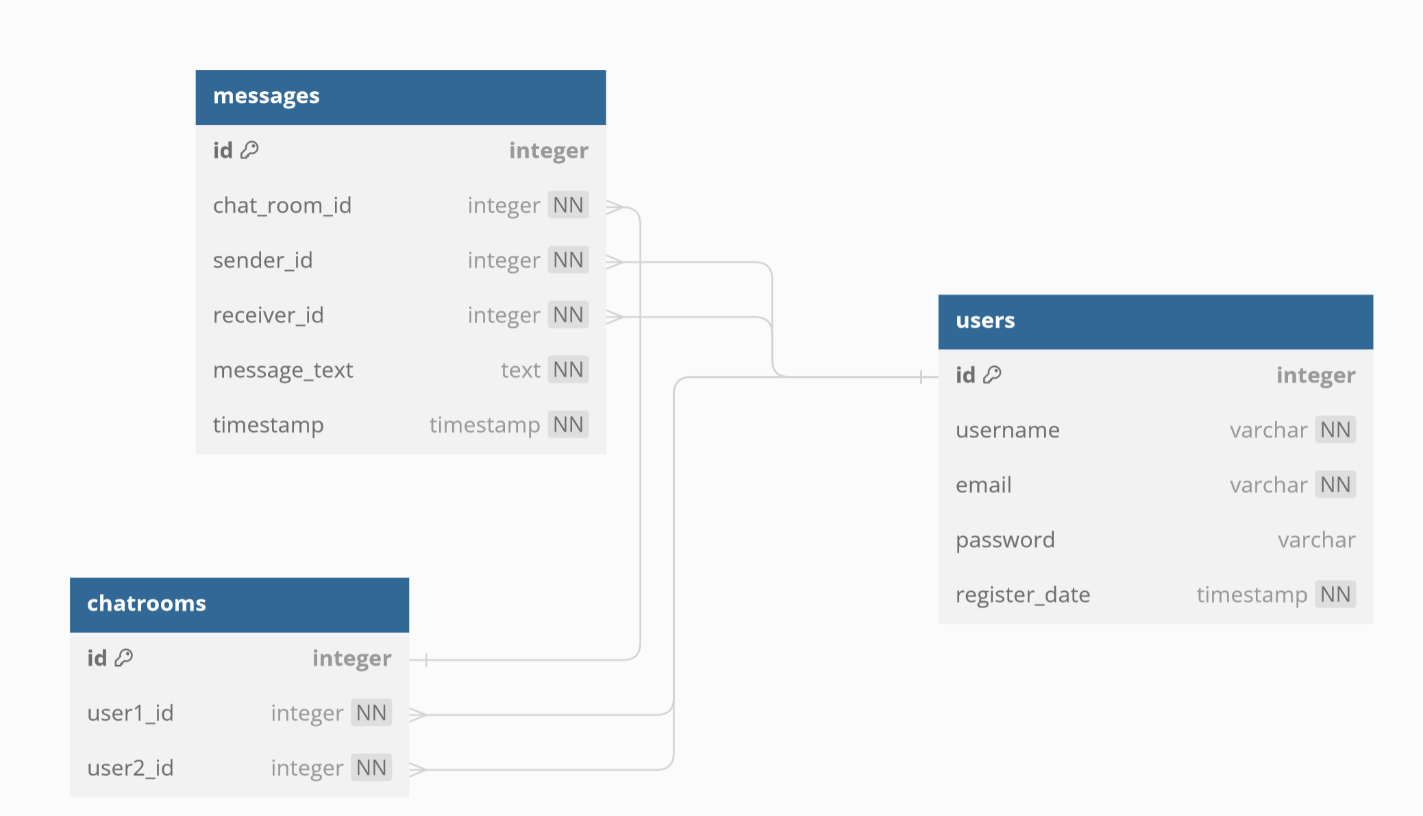 messages
id integer
chat_room_id integer NN
sender_id integer NN
receiver_id integer NN
message_text text NN
timestamp timestamp NN
users
id integer
username varchar NN
email varchar NN
password varchar
register_date timestamp NN
chatrooms
id integer
user1_id integer NN
user2_id integer NN